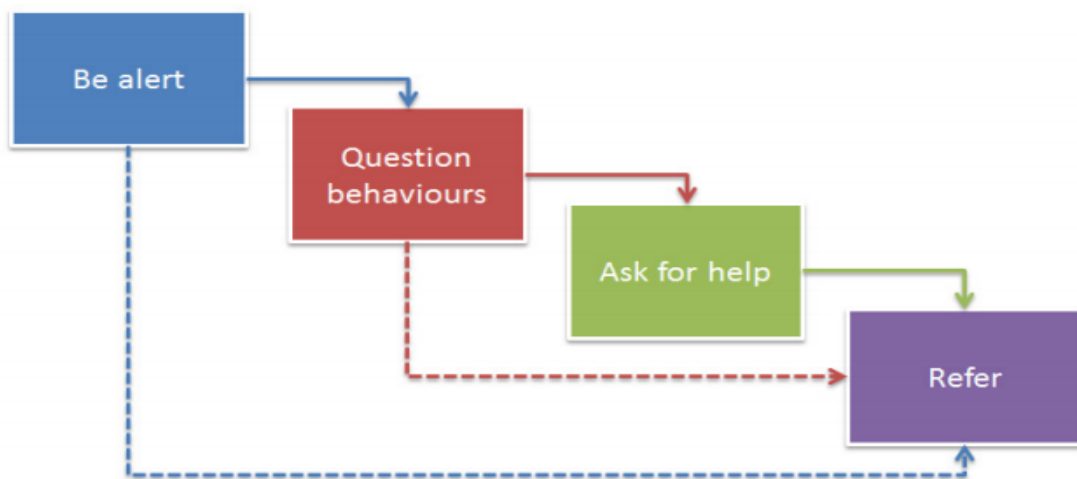 Be alert
Question
behaviours
Ask for help
Refer